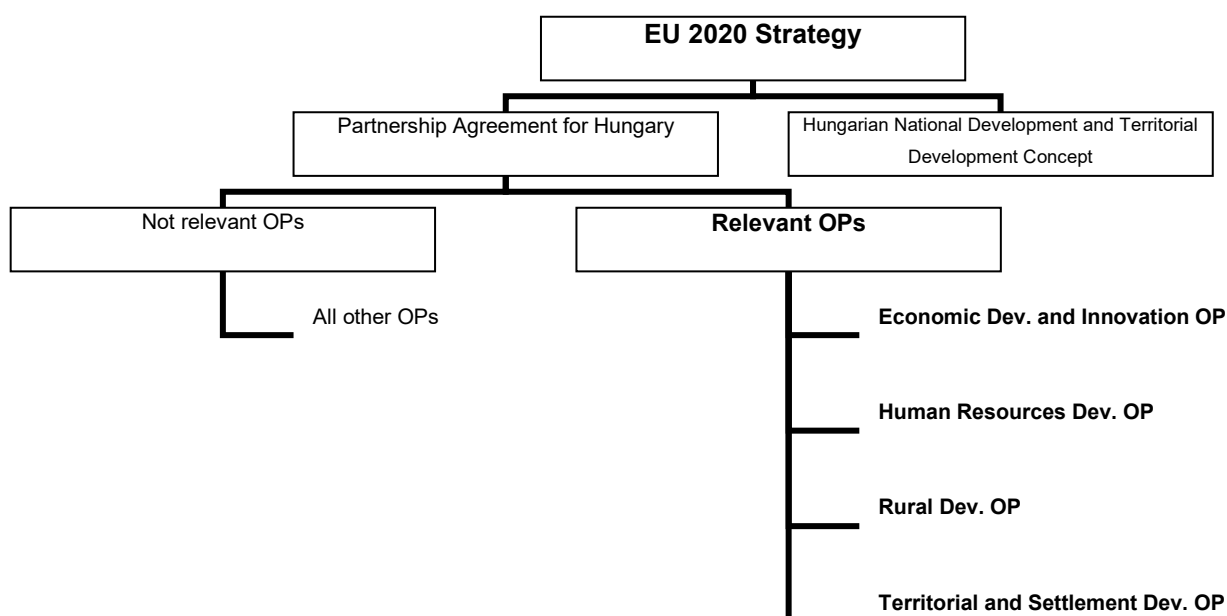 EU 2020 Strategy
Partnership Agreement for Hungary
Hungarian National Development and Territorial
Development Concept
Not relevant OPs
Relevant OPs
All other OPs
Economic Dev. and Innovation OP
Human Resources Dev. OP
Rural Dev. OP
Territorial and Settlement Dev. OP